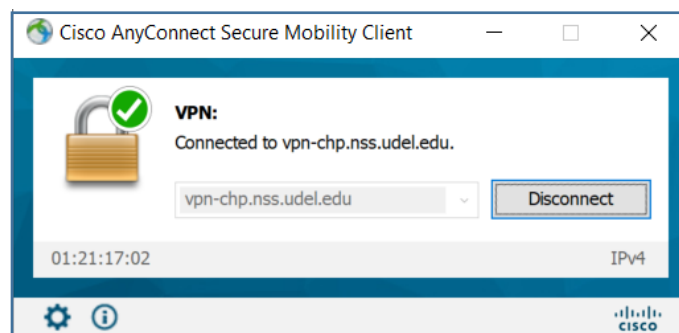 Cisco AnyConnect Secure Mobility Client
VPN:
Connected to vpn-chp.nss.udel.edu.
vpn-chp.nss.udel.edu
Disconnect
01:21:17:02
IPv4
cisco